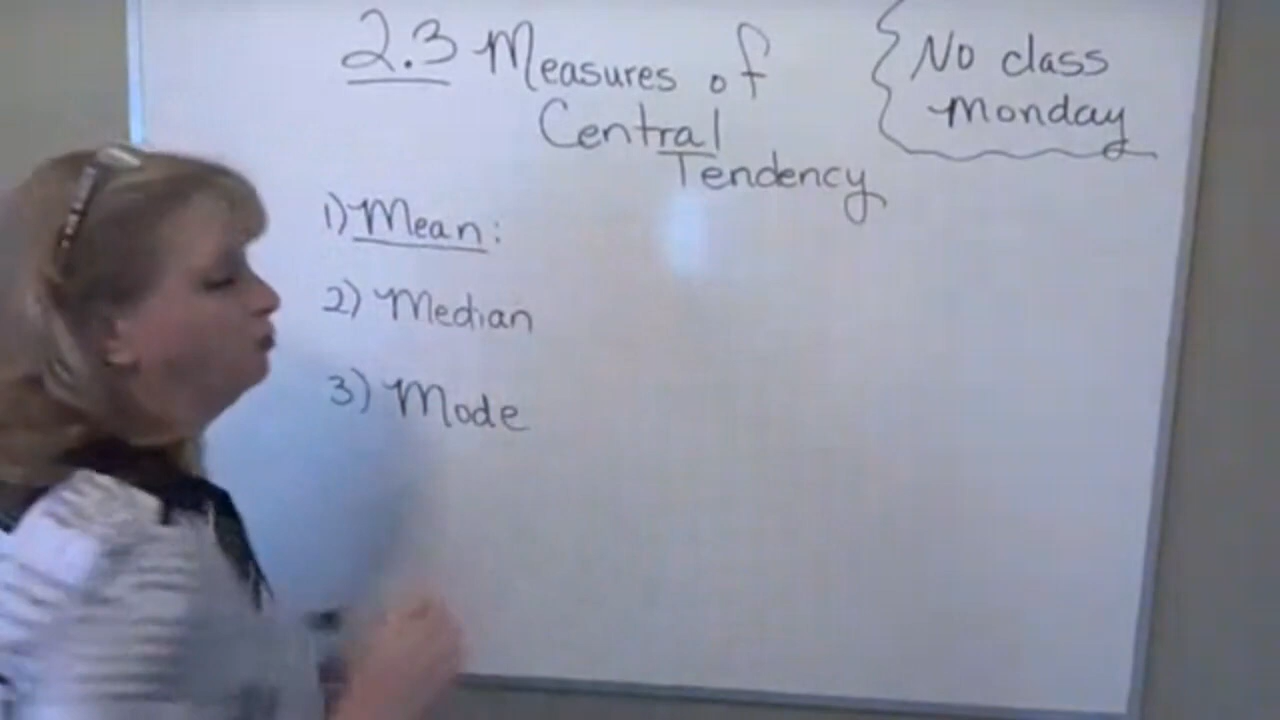 2.3 Measures of
Central
Tendency
No class
Monday
1) Mean:
2) Median
3) Mode